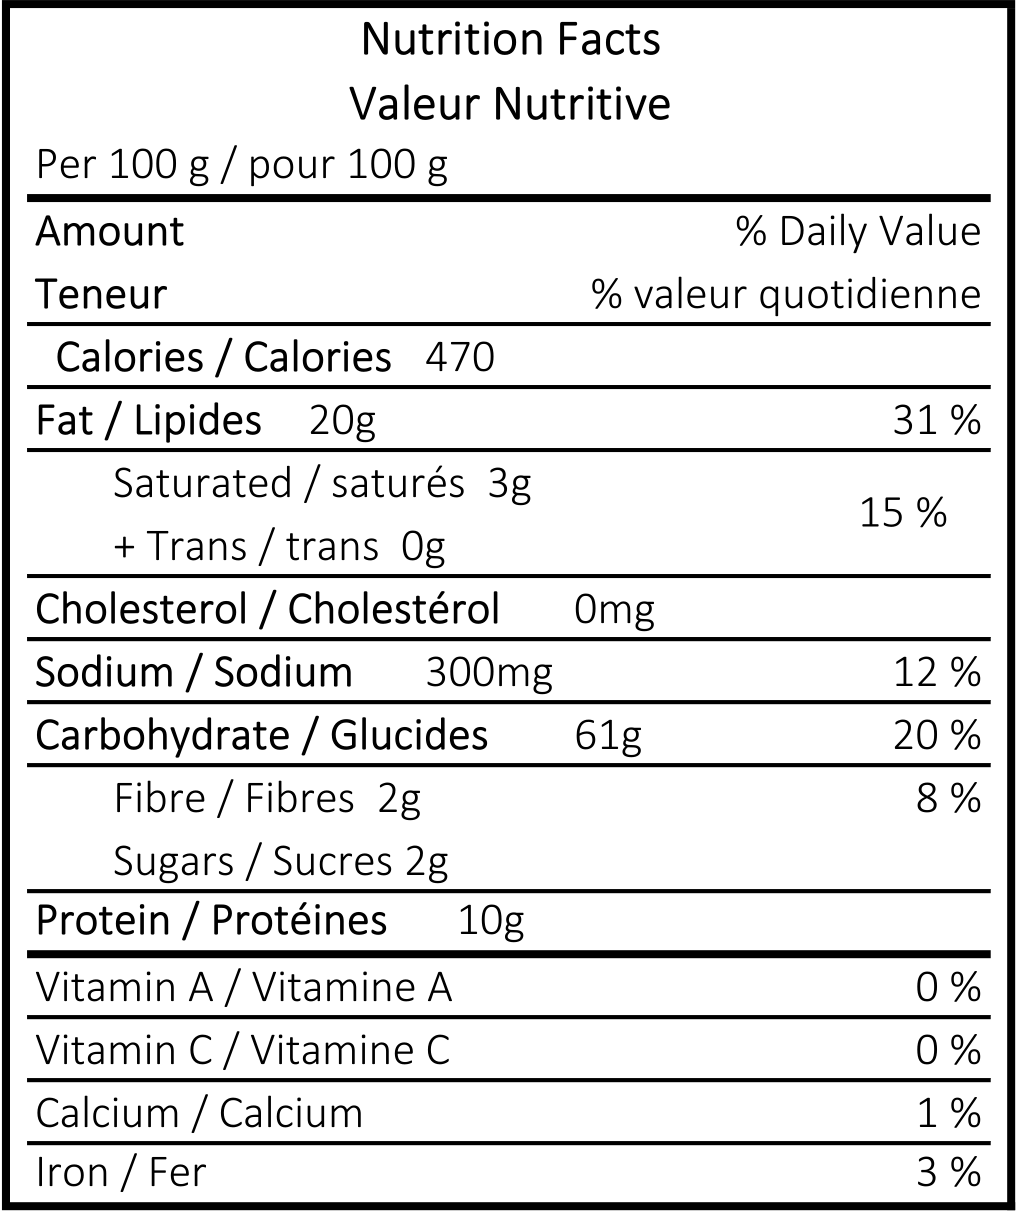 Nutrition Facts
Valeur Nutritive
Per 100 g / pour 100 g
Amount % Daily Value
Teneur % valeur quotidienne
Calories / Calories 470
Fat / Lipides 20g 31 %
Saturated / saturés 3g
15 %
+ Trans / trans 0g
Cholesterol / Cholestérol 0mg
Sodium / Sodium 300mg 12 %
Carbohydrate / Glucides 61g 20 %
Fibre / Fibres 2g 8 %
Sugars / Sucres 2g
Protein / Protéines 10g
Vitamin A / Vitamine A 0 %
Vitamin C / Vitamine C 0 %
Calcium / Calcium 1 %
Iron / Fer 3 %